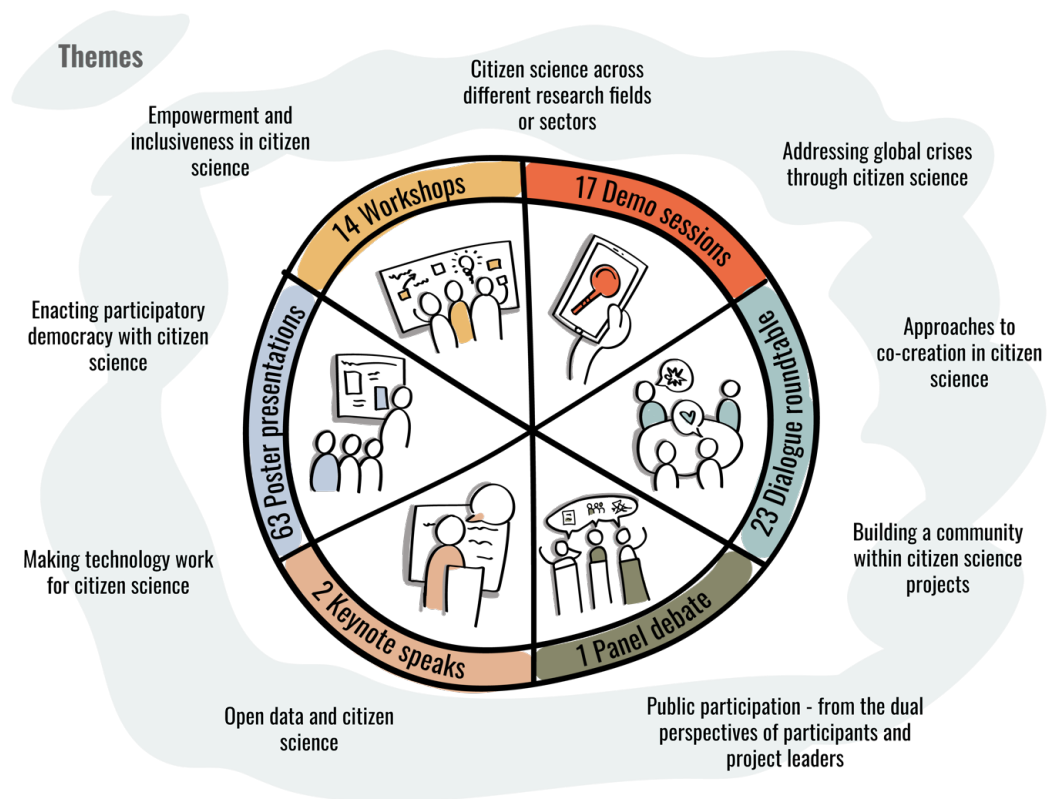 Themes
Citizen science across
different research fields
or sectors
Empowerment and
inclusiveness in citizen
science
Addressing global crises
through citizen science
14 Workshops
17 Demo sessions
Enacting participatory
democracy with citizen
science
63 Poster presentations
23 Dialogue roundtable
Approaches to
co-creation in citizen
science
Making technology work
for citizen science
2 Keynote speaks
1 Panel debate
Building a community
within citizen science
projects
Open data and citizen
science
Public participation - from the dual
perspectives of participants and
project leaders